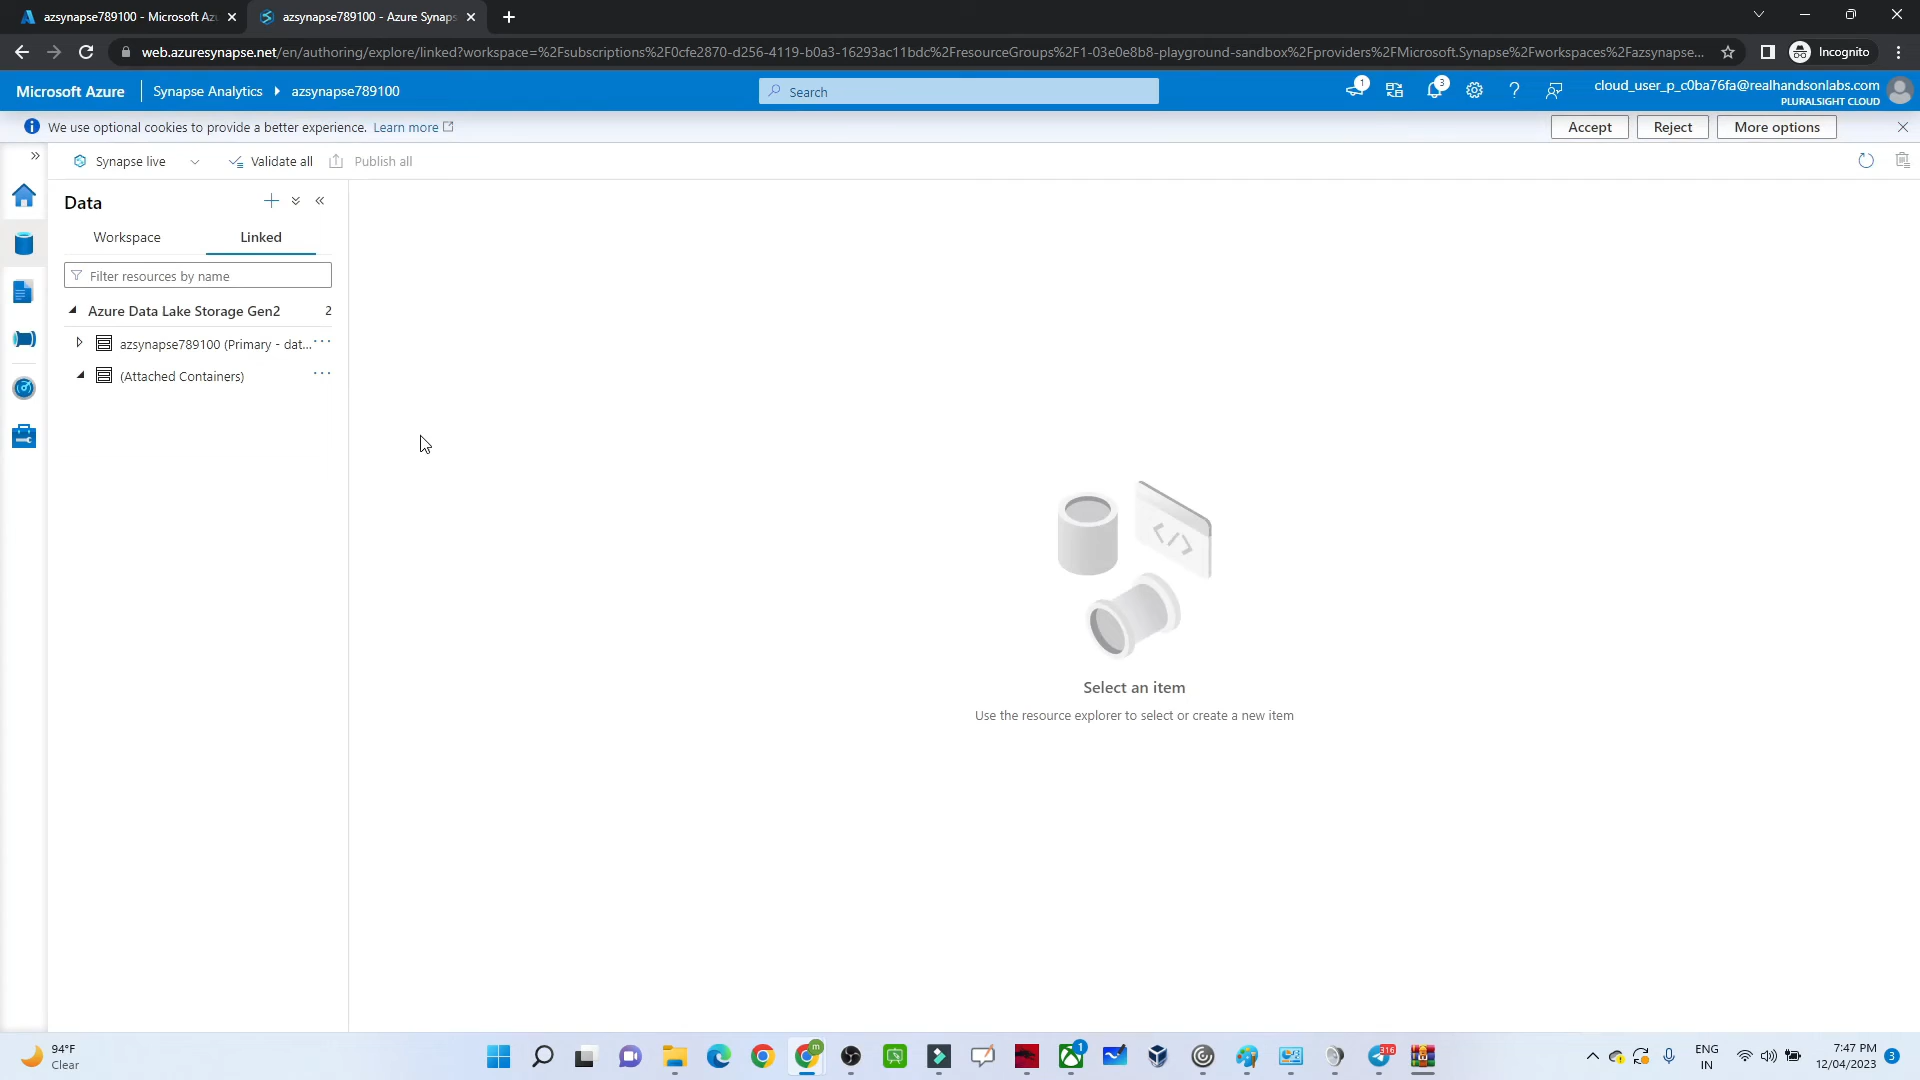 azsynapse789100 - Microsoft Az
azsynapse789100 - Azure Synaps
web.azuresynapse.net/en/authoring/explore/linked?workspace=%2Fsubscriptions%2F0cfe2870-d256-4119-b0a3-16293ac11bdc%2FresourceGroups%2F1-03e0e8b8-playground-sandbox%2Fproviders%2FMicrosoft.Synapse%2Fworkspaces%2Fazsynapse...
Incognito
Microsoft Azure
Synapse Analytics
azsynapse789100
Search
1
3
cloud_user_p_c0ba76fa@realhandsonlabs.com
PLURALSIGHT CLOUD
We use optional cookies to provide a better experience. Learn more
Accept
Reject
More options
Synapse live
Validate all
Publish all
Data
Workspace
Linked
Filter resources by name
Azure Data Lake Storage Gen2
2
azsynapse789100 (Primary - dat...
(Attached Containers)
Select an item
Use the resource explorer to select or create a new item
94°F
Clear
m
1
316
ENG
IN
7:47 PM
12/04/2023
3